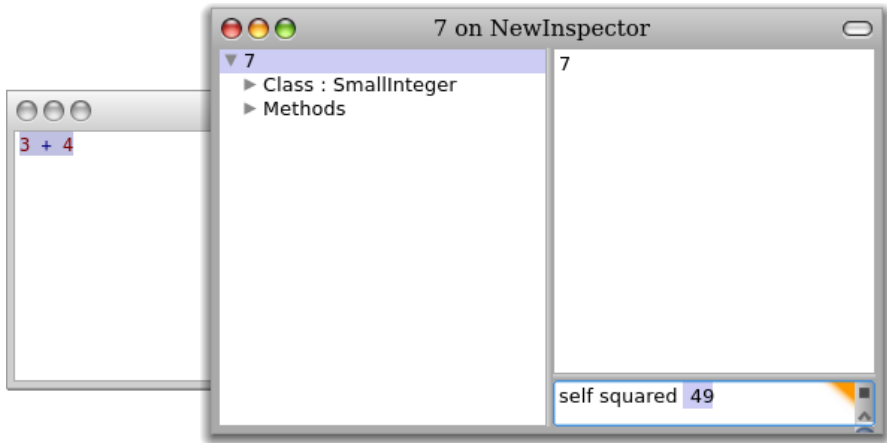 7 on NewInspector
3 + 4
7
Class : SmallInteger
Methods
7
self squared 49